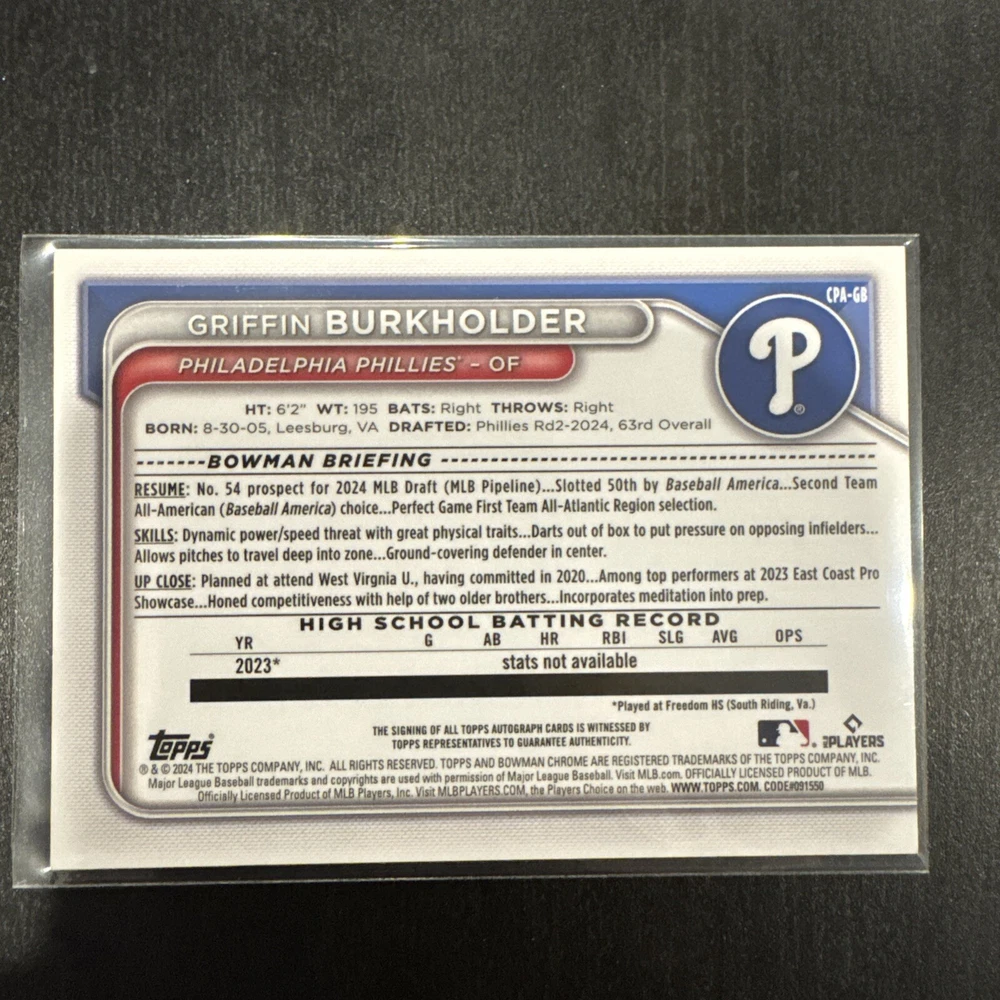 CPA-GB
GRIFFIN BURKHOLDER
PHILADELPHIA PHILLIES - OF
P
HT: 6'2" WT: 195 BATS: Right THROWS: Right
BORN: 8-30-05, Leesburg, VA DRAFTED: Phillies Rd2-2024, 63rd Overall
BOWMAN BRIEFING
RESUME: No. 54 prospect for 2024 MLB Draft (MLB Pipeline)...Slotted 50th by Baseball America...Second Team
All-American (Baseball America) choice...Perfect Game First Team All-Atlantic Region selection.
SKILLS: Dynamic power/speed threat with great physical traits...Darts out of box to put pressure on opposing infielders...
Allows pitches to travel deep into zone...Ground-covering defender in center.
UP CLOSE: Planned at attend West Virgnia U., having committed in 2020...Among top performers at 2023 East Coast Pro
Showcase...Honed competitiveness with help of two older brothers...Incorporates meditation into prep.
HIGH SCHOOL BATTING RECORD
YR G AB HR RBI SLG AVG OPS
2023* stats not available
*Played at Freedom HS (South Riding, Va.)
THE SIGNING OF ALL TOPPS AUTOGRAPH CARDS IS WITNESSED BY
TOPPS REPRESENTATIVES TO GUARANTEE AUTHENTICITY.
TOPPS
MLB PLAYERS
® & © 2024 THE TOPPS COMPANY, INC. ALL RIGHTS RESERVED. TOPPS AND BOWMAN CHROME ARE REGISTERED TRADEMARKS OF THE TOPPS COMPANY, INC.
Major League Baseball trademarks and copyrights are used with permission of Major League Baseball. Visit MLB.com. OFFICIALLY LICENSED PRODUCT OF MLB.
Officially Licensed Product of MLB Players, Inc. Visit MLBPLAYERS.COM, the Players Choice on the web. WWW.TOPPS.COM. CODE#091550